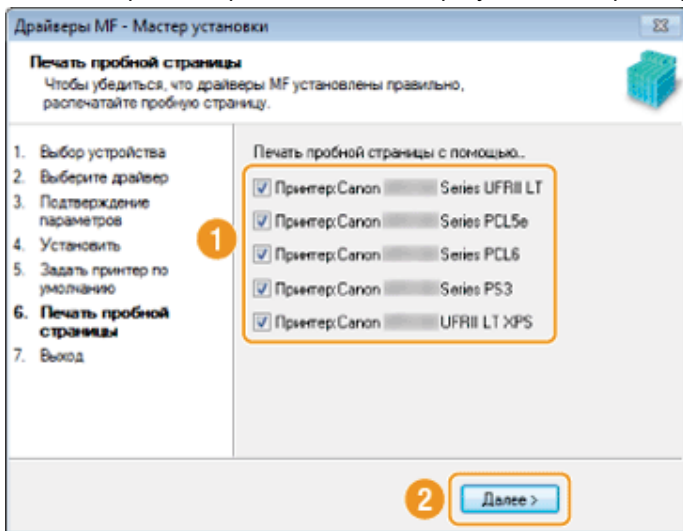 Драйверы MF - Мастер установки
Печать пробной страницы
Чтобы убедиться, что драйверы MF установлены правильно,
распечатайте пробную страницу.
1. Выбор устройства
2. Выберите драйвер
3. Подтверждение
параметров
4. Установить
5. Задать принтер по
умолчанию
6. Печать пробной
страницы
7. Выход
Печать пробной страницы с помощью..
1
Принтер:Canon Series UFRII LT
Принтер:Canon Series PCL5e
Принтер:Canon Series PCL6
Принтер:Canon Series PS3
Принтер:Canon UFRII LT XPS
2
Далее >